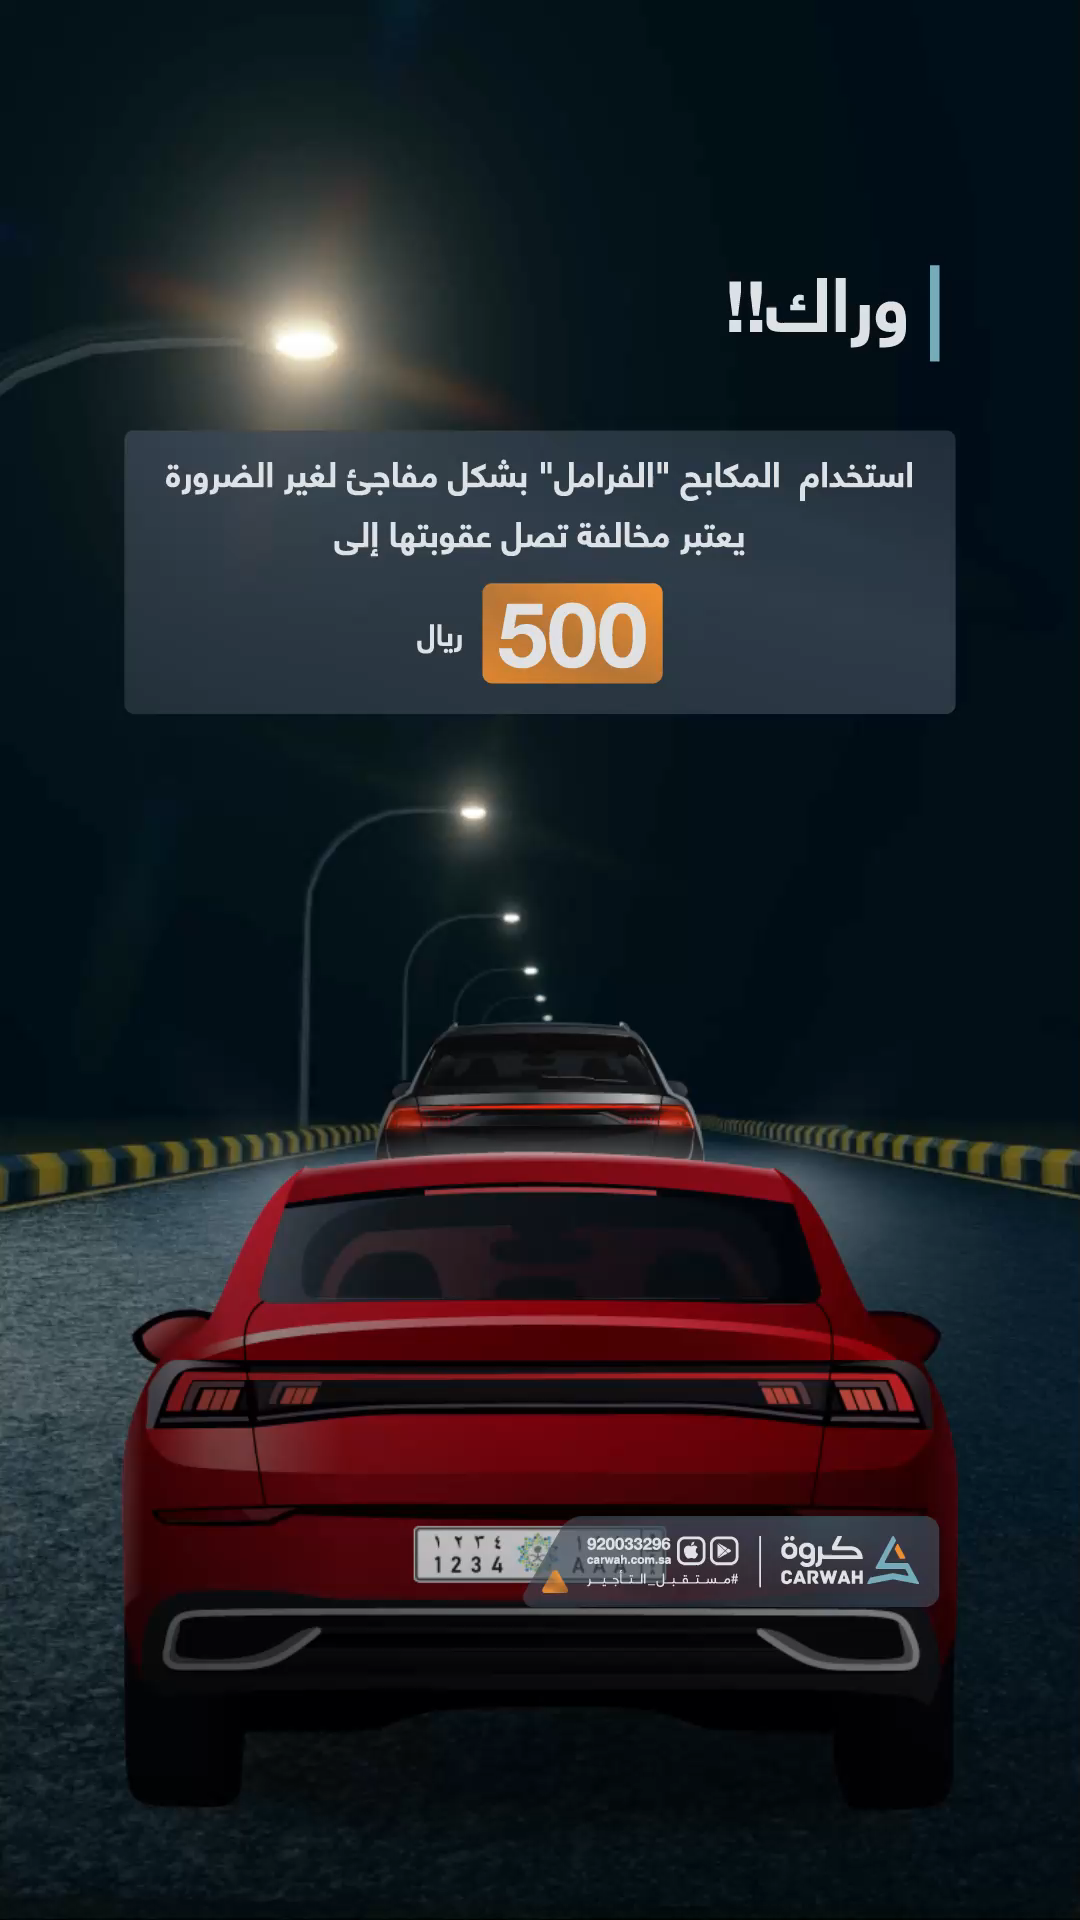 وراك!!
استخدام المكابح "الفرامل" بشكل مفاجئ لغير الضرورة
يعتبر مخالفة تصل عقوبتها إلى
500 ريال
١٢٣٤
1234
AAA
كروة
CARWAH
920033296
carwah.com.sa
#مستقبل_التأجير